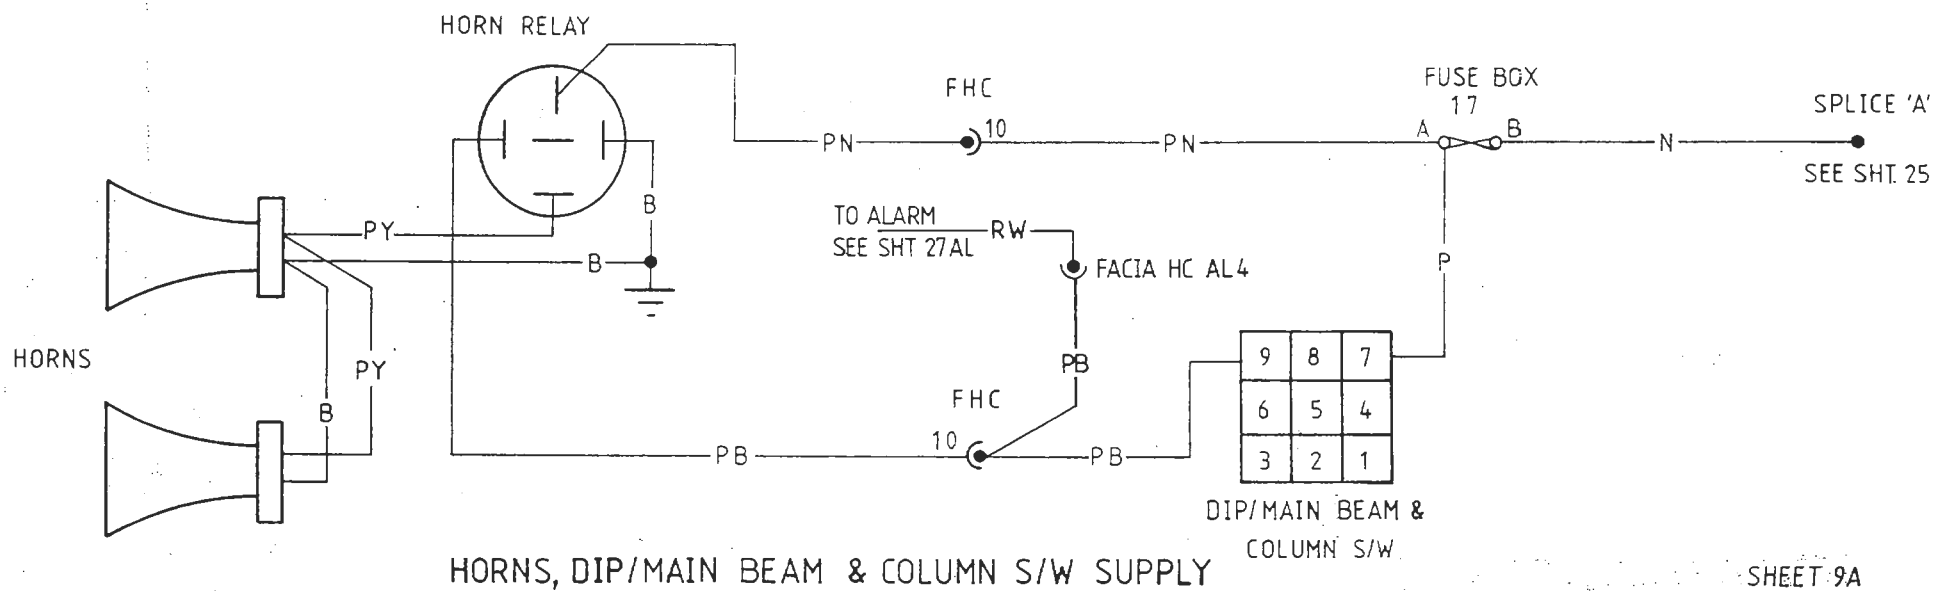 HORN RELAY
FHC
10
PN
PN
FUSE BOX
17
A
B
N
SPLICE 'A'
SEE SHT. 25
B
PY
B
TO ALARM
SEE SHT 27AL
RW
FACIA HC AL4
P
HORNS
PY
B
PB
FHC
10
PB
PB
9 8 7
6 5 4
3 2 1
DIP/MAIN BEAM &
COLUMN S/W
HORNS, DIP/MAIN BEAM & COLUMN S/W SUPPLY
SHEET 9A